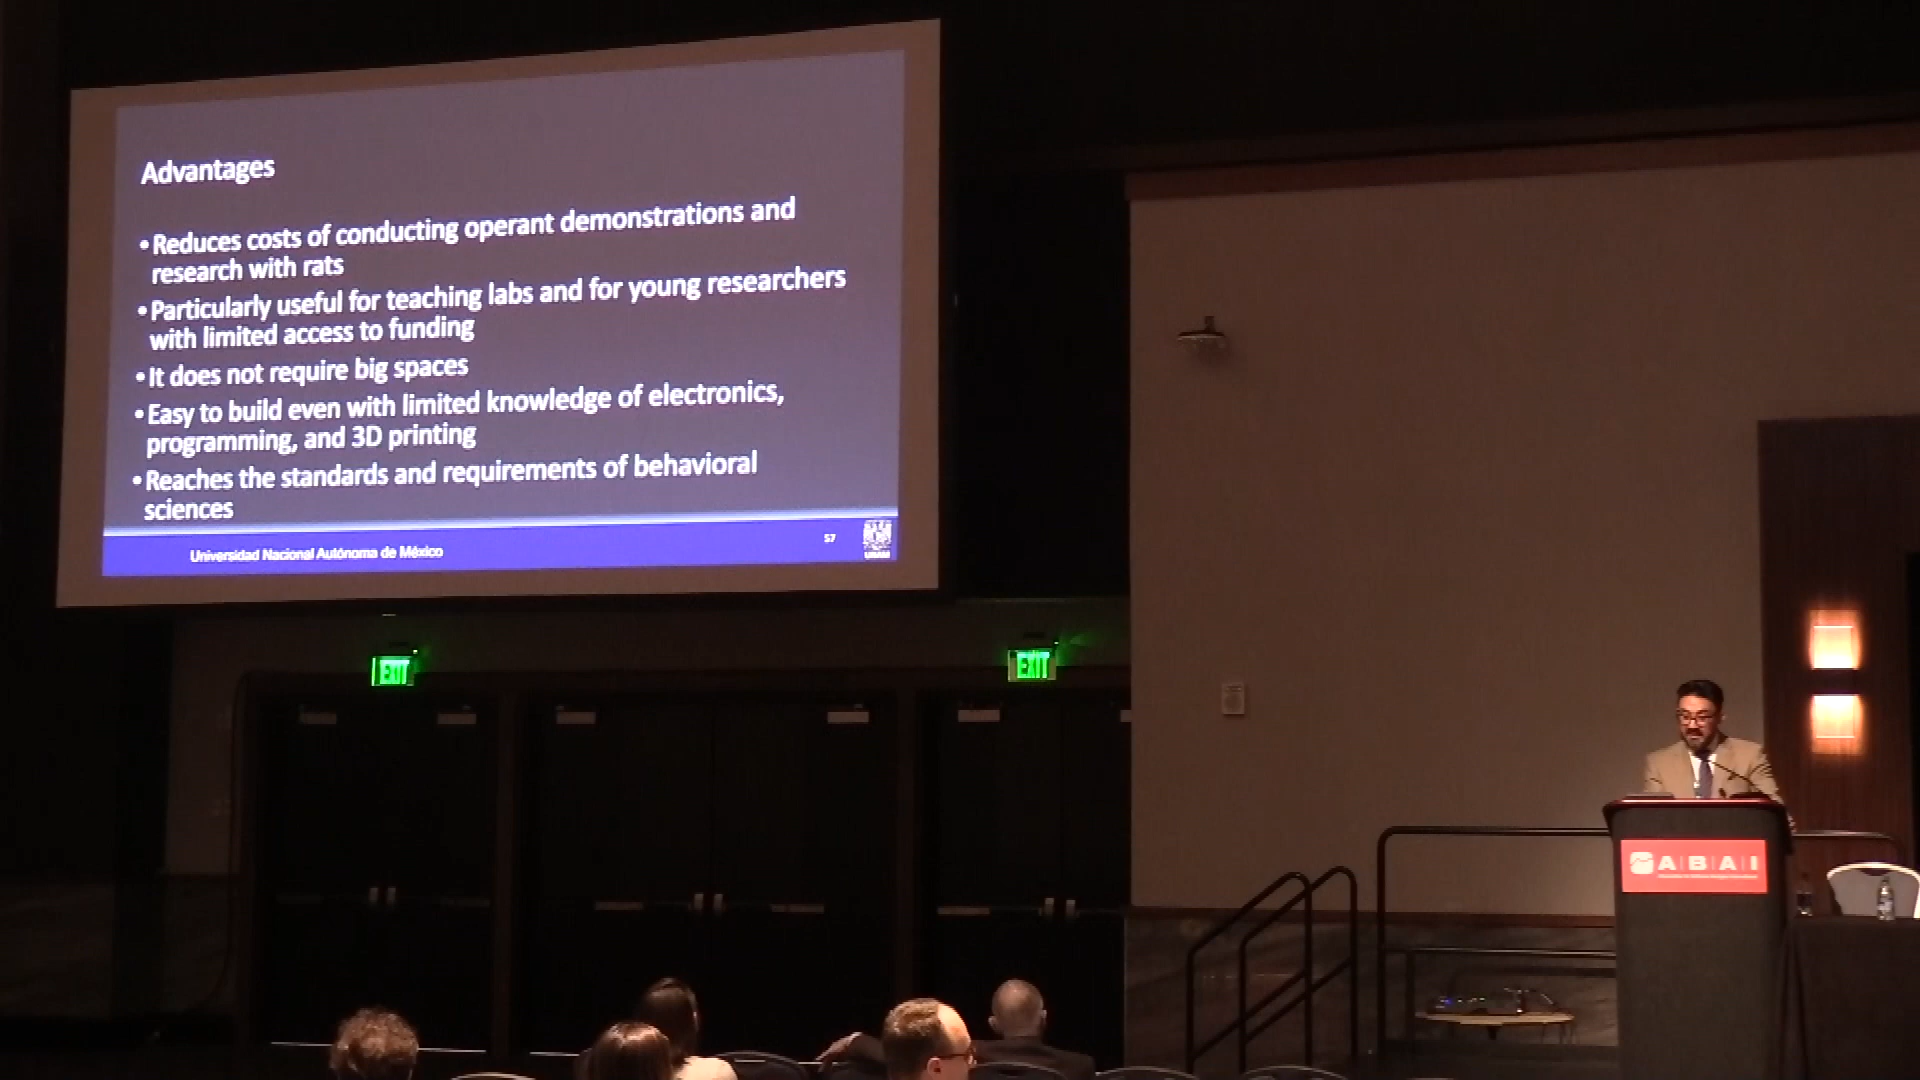 Advantages
• Reduces costs of conducting operant demonstrations and
research with rats
• Particularly useful for teaching labs and for young researchers
with limited access to funding
• It does not require big spaces
• Easy to build even with limited knowledge of electronics,
programming, and 3D printing
• Reaches the standards and requirements of behavioral
sciences
Universidad Nacional Autónoma de México
57
UNAM
EXIT
EXIT
A|B|A|I